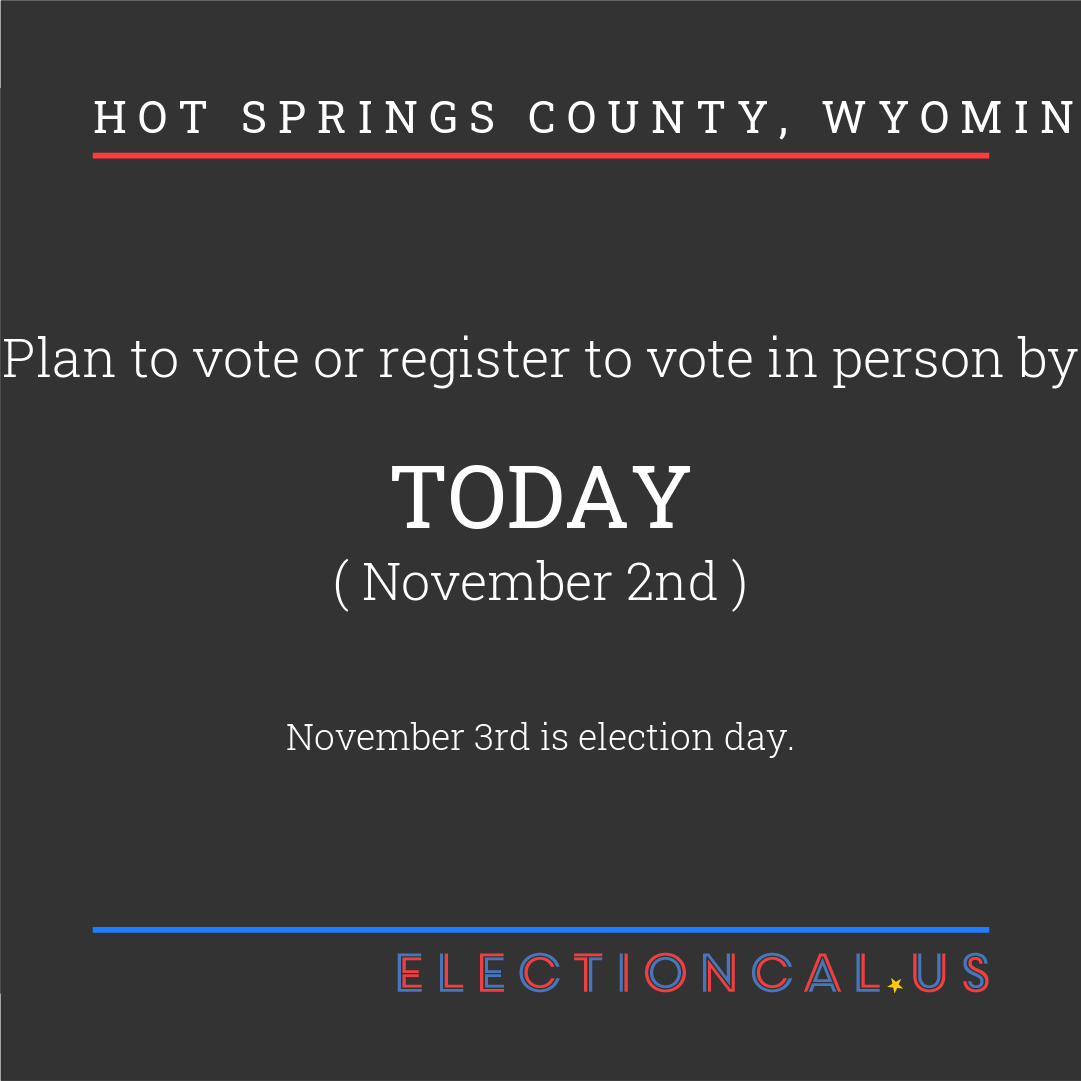 HOT SPRINGS COUNTY, WYOMIN
Plan to vote or register to vote in person by
TODAY
( November 2nd )
November 3rd is election day.
ELECTIONCAL.US